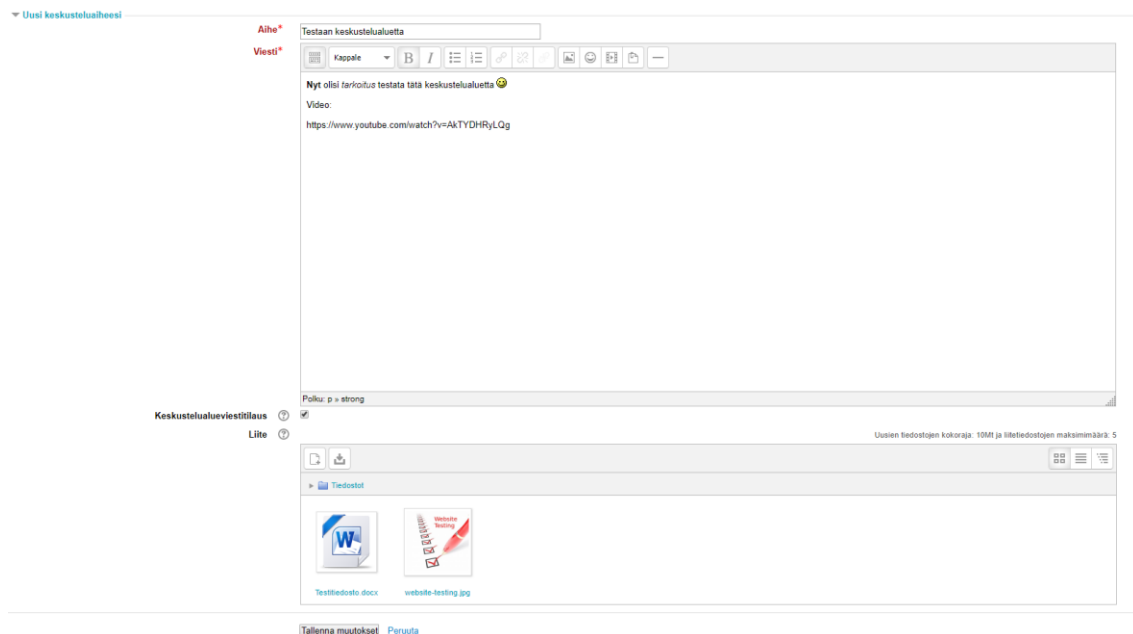 Uusi keskusteluaiheesi
Aihe*
Testaan keskustelualuetta
Viesti*
Kappale
B I
Nyt olisi tarkoitus testata tätä keskustelualuetta
Video:
https://www.youtube.com/watch?v=AkTYDHRyLQg
Polku: p » strong
Keskustelualueviestitilaus
Liite
Uusien tiedostojen kokoraja: 10Mt ja liitetiedostojen maksimimäärä: 5
Tiedostot
W
Website
Testing
Testitiedosto.docx
website-testing.jpg
Tallenna muutokset Peruuta